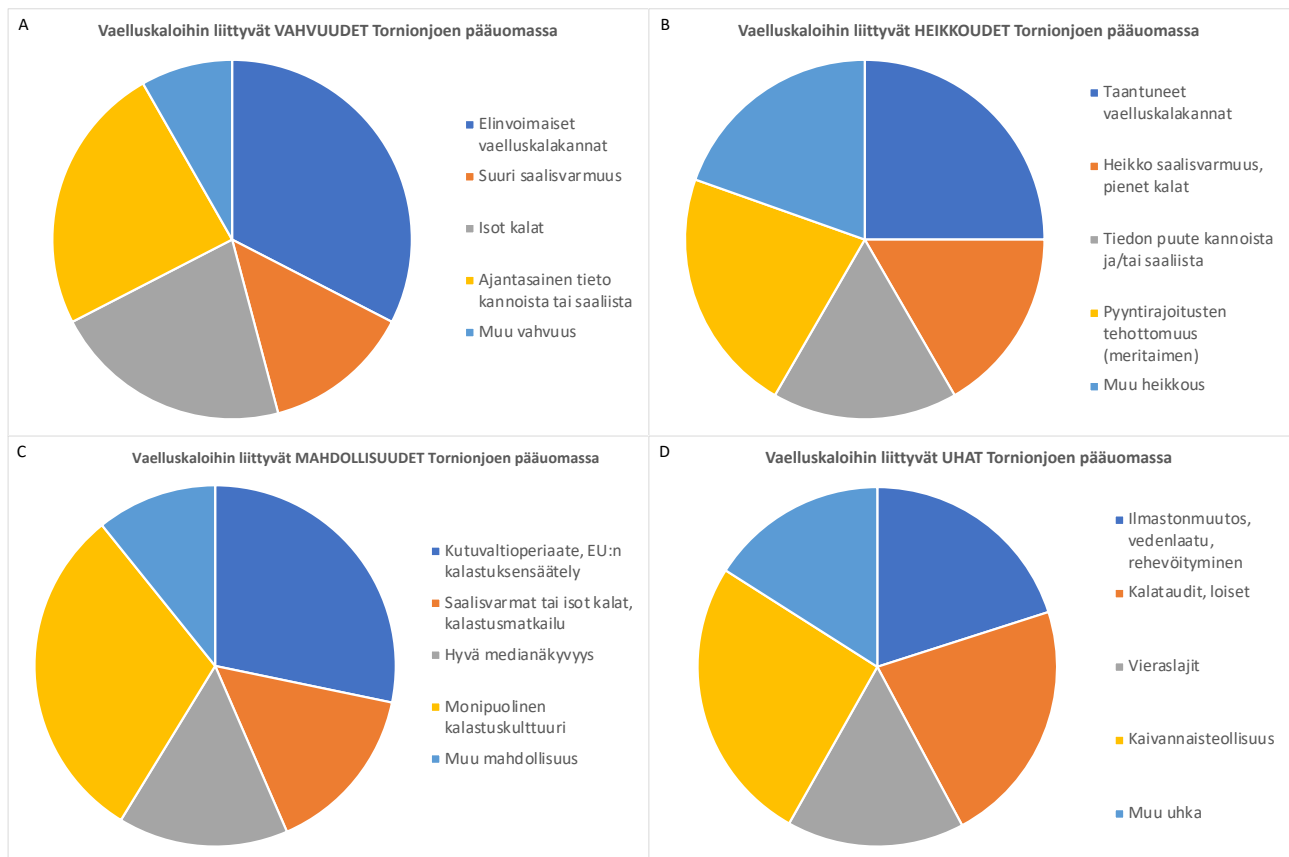 A
Vaelluskaloihin liittyvät VAHVUUDET Tornionjoen pääuomassa
Elinvoimaiset
vaelluskalakannat
Suuri saalisvarmuus
Isot kalat
Ajantasainen tieto
kannoista tai saaliista
Muu vahvuus
B
Vaelluskaloihin liittyvät HEIKKOUDET Tornionjoen pääuomassa
Taantuneet
vaelluskalakannat
Heikko saalisvarmuus,
pienet kalat
Tiedon puute kannoista
ja/tai saaliista
Pyyntirajoitusten
tehottomuus
(meritaimen)
Muu heikkous
C
Vaelluskaloihin liittyvät MAHDOLLISUUDET Tornionjoen pääuomassa
Kutuvaltioperiaate, EU:n
kalastuksensäätely
Saalisvarmat tai isot kalat,
kalastusmatkailu
Hyvä medianäkyvyys
Monipuolinen
kalastuskulttuuri
Muu mahdollisuus
D
Vaelluskaloihin liittyvät UHAT Tornionjoen pääuomassa
Ilmastonmuutos,
vedenlaatu,
rehevöityminen
Kalataudit, loiset
Vieraslajit
Kaivannaisteollisuus
Muu uhka